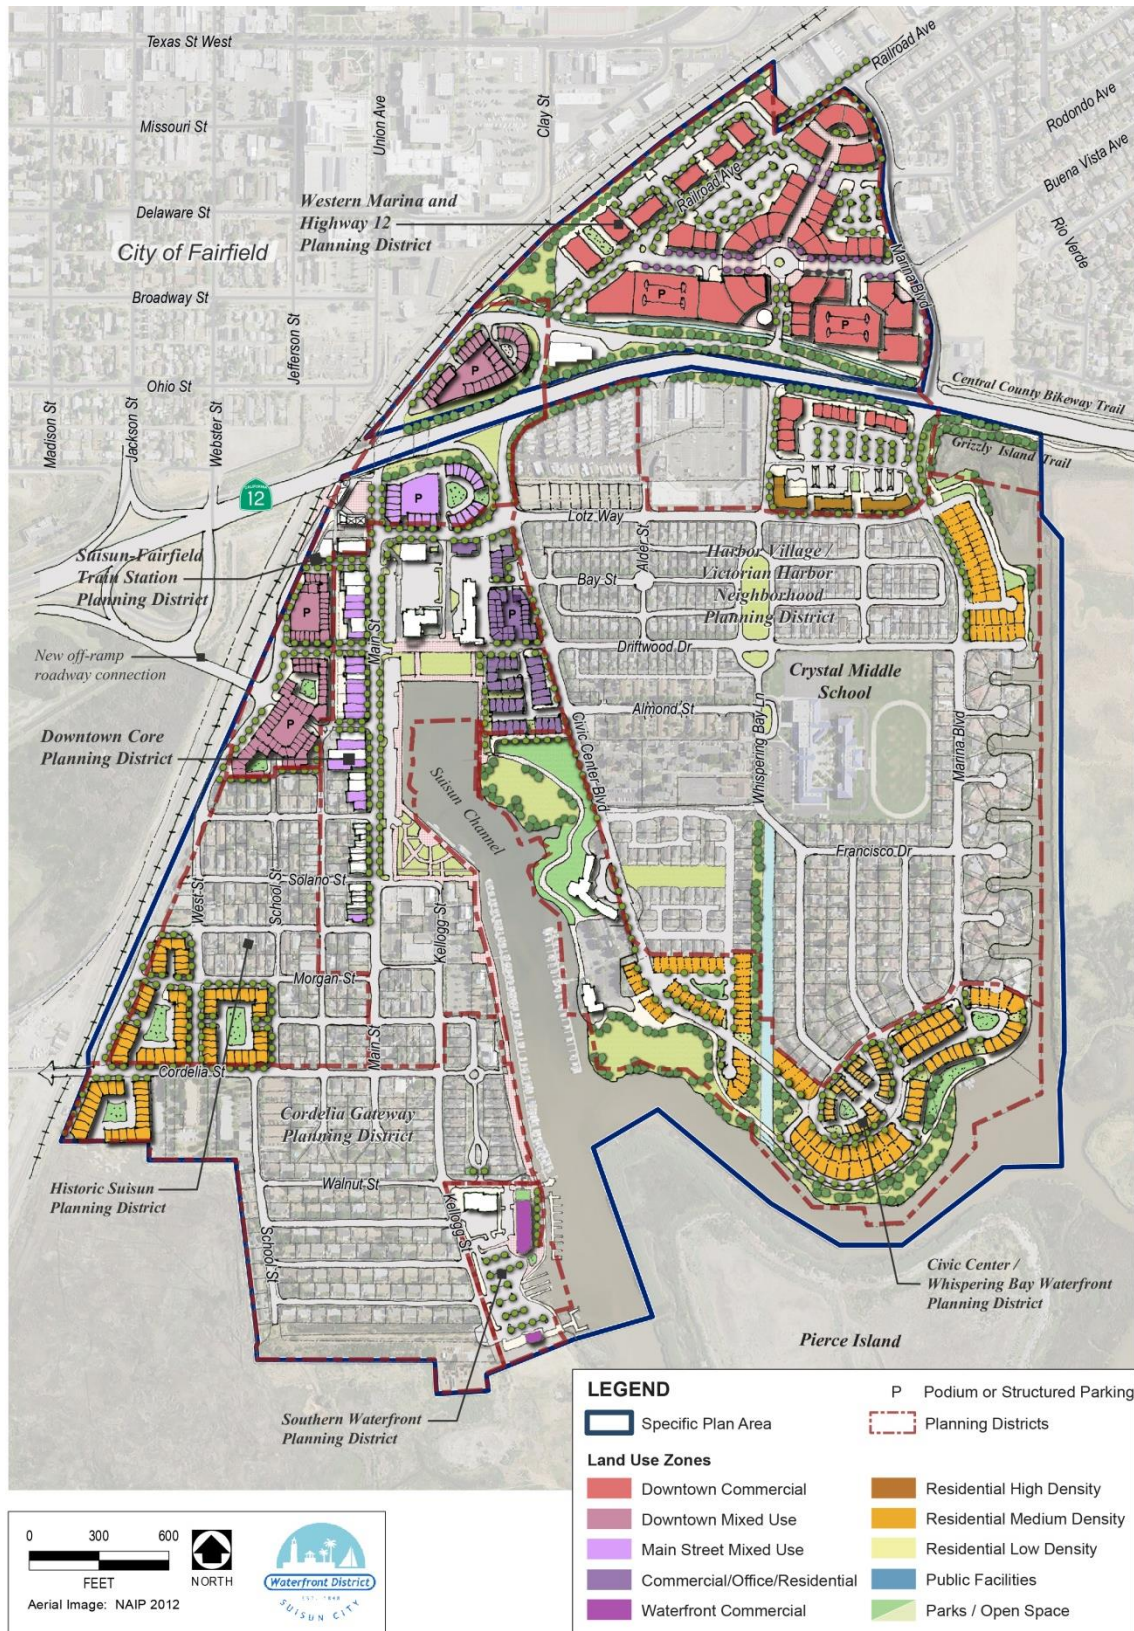 Texas St West
Railroad Ave
Missouri St
Union Ave
Clay St
Rodondo Ave
Buena Vista Ave
Western Marina and
Highway 12
Planning District
Railroad Ave
Delaware St
City of Fairfield
Rio Verde
Marina Blvd
Broadway St
P
P
Jefferson St
P
Ohio St
Central County Bikeway Trail
Madison St
Jackson St
Webster St
Grizzly Island Trail
CALIFORNIA
12
P
Lotz Way
Suisun-Fairfield
Train Station
Planning District
Alder St
Harbor Village /
Victorian Harbor
Neighborhood
Planning District
Bay St
P
P
Main St
Driftwood Dr
New off-ramp
roadway connection
Crystal Middle
School
Almond St
P
Downtown Core
Planning District
Civic Center Blvd
Whispering Bay Ln
Marina Blvd
Suisun Channel
Francisco Dr
Solano St
West St
School St
Kellogg St
Morgan St
Main St
Cordelia St
Cordelia Gateway
Planning District
Historic Suisun
Planning District
Walnut St
Kellogg St
School St
Civic Center /
Whispering Bay Waterfront
Planning District
Pierce Island
Southern Waterfront
Planning District
LEGEND
P Podium or Structured Parking
Specific Plan Area
Planning Districts
Land Use Zones
Downtown Commercial
Residential High Density
Downtown Mixed Use
Residential Medium Density
Main Street Mixed Use
Residential Low Density
Commercial/Office/Residential
Public Facilities
Waterfront Commercial
Parks / Open Space
0 300 600
FEET
NORTH
Aerial Image: NAIP 2012
Waterfront District
SUISUN CITY